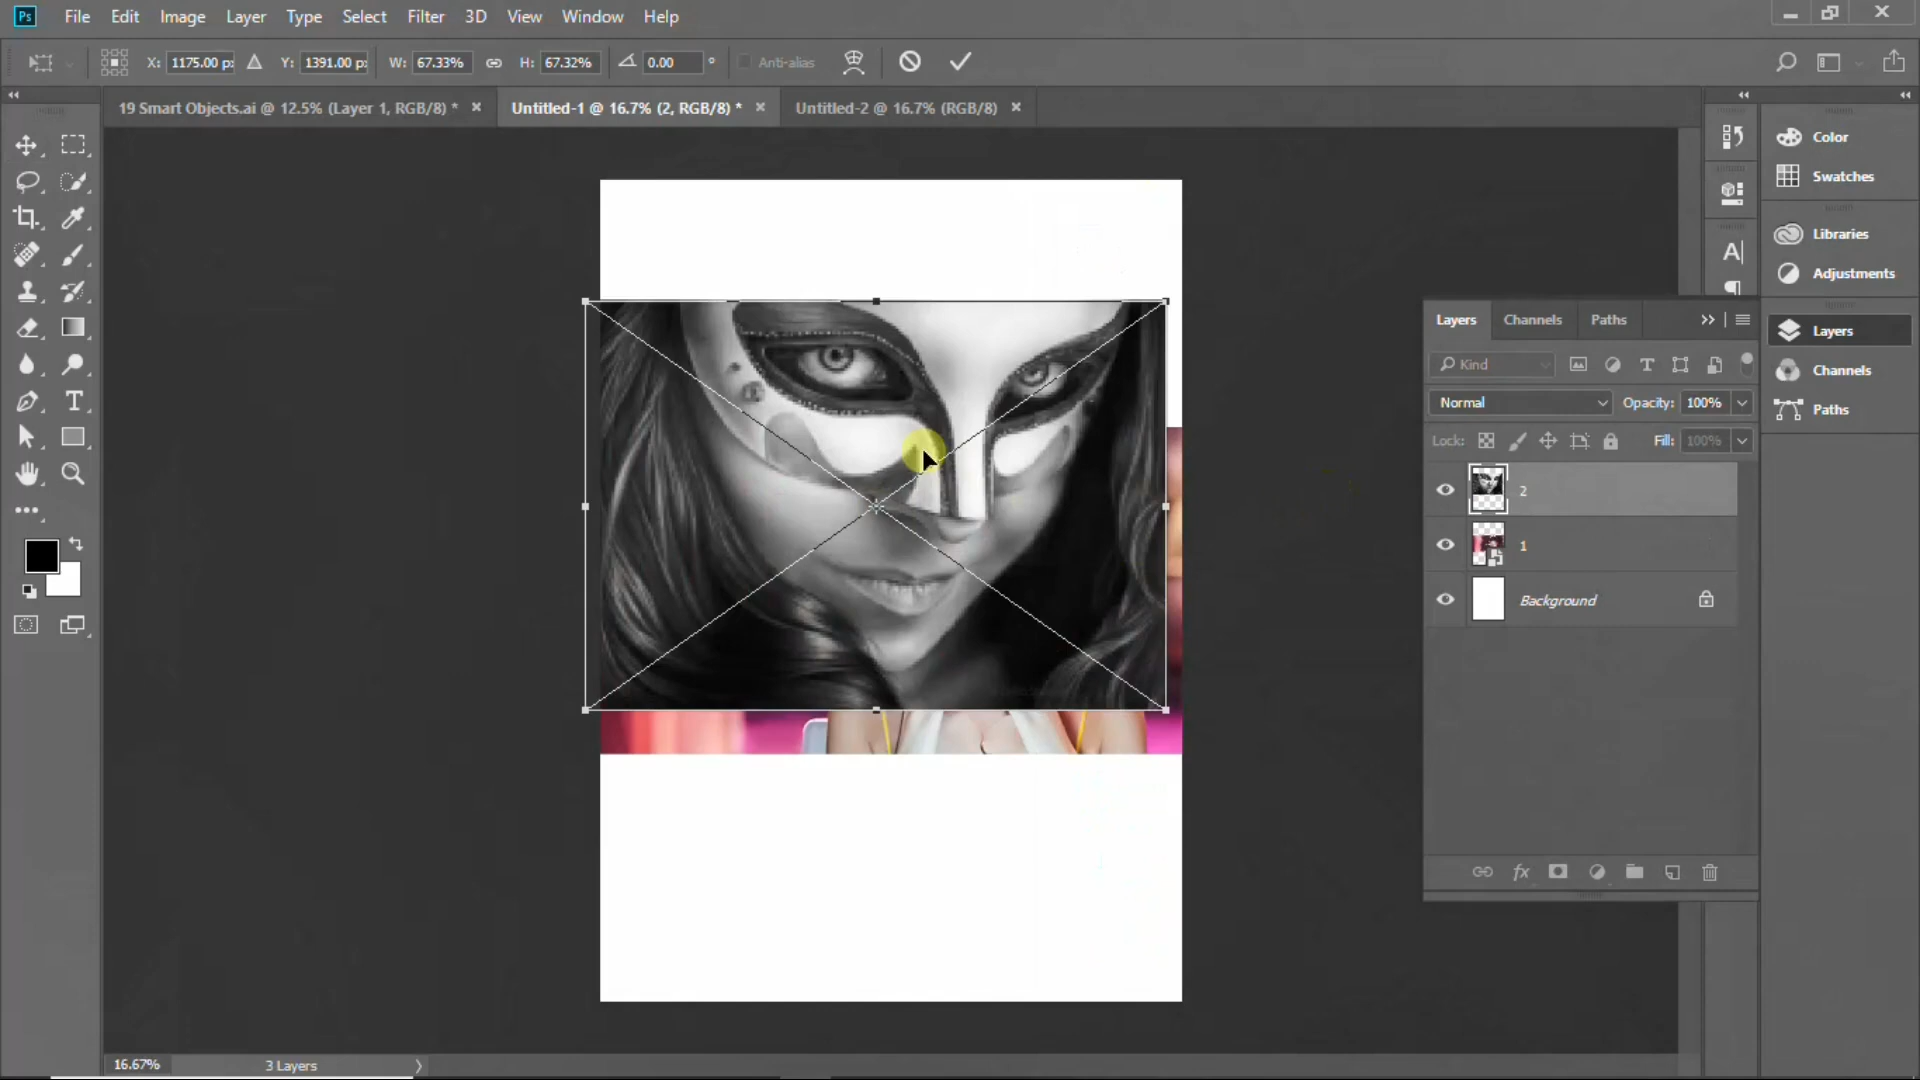 Ps File Edit Image Layer Type Select Filter 3D View Window Help
X: 1175.00 p Y: 1391.00 p W: 67.33% H: 67.32% 0.00 ° Anti-alias
19 Smart Objects.ai @ 12.5% (Layer 1, RGB/8) * × Untitled-1 @ 16.7% (2, RGB/8) * × Untitled-2 @ 16.7% (RGB/8) ×
Color
Swatches
Libraries
Adjustments
Layers
Channels
Paths
Layers Channels Paths
Kind
Normal Opacity: 100%
Lock: Fill: 100%
2
1
Background
16.67% 3 Layers